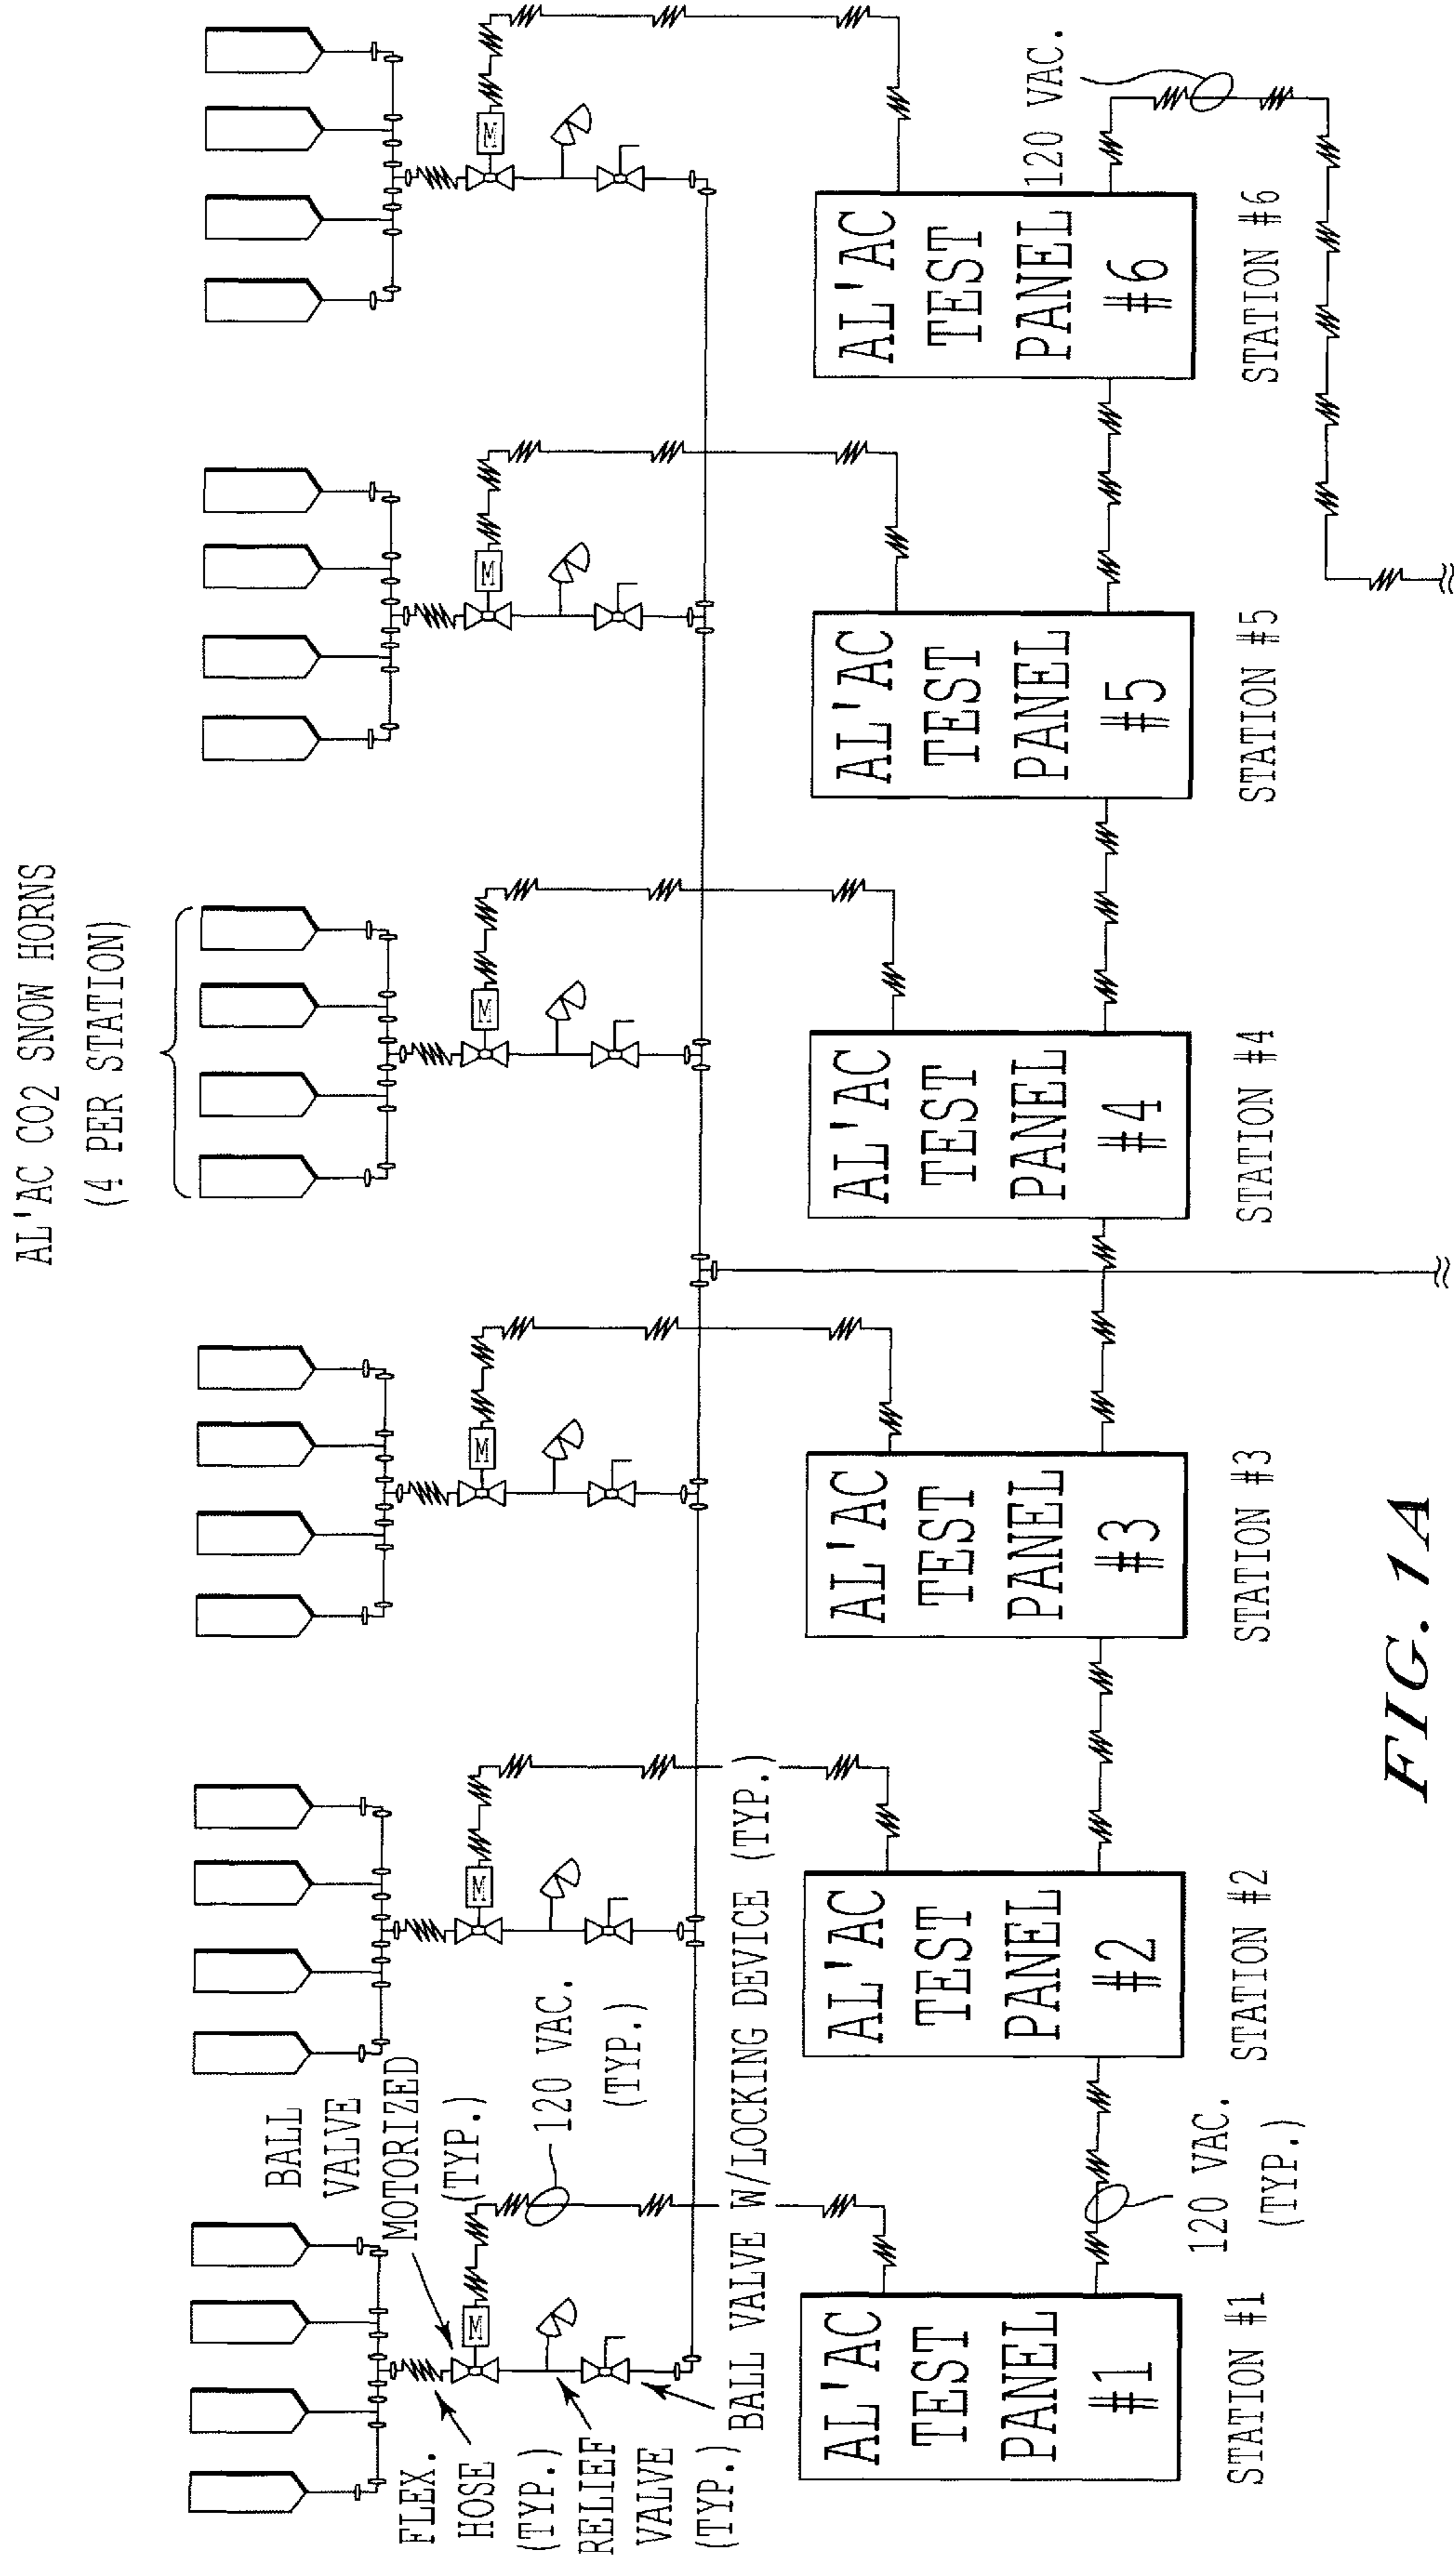 AL'AC CO2 SNOW HORNS
(4 PER STATION)
BALL
VALVE
MOTORIZED
(TYP.)
120 VAC.
(TYP.)
FLEX.
HOSE
(TYP.)
RELIEF
VALVE
(TYP.)
BALL VALVE W/LOCKING DEVICE (TYP.)
M
M
M
M
M
M
AL'AC
TEST
PANEL
#1
AL'AC
TEST
PANEL
#2
AL'AC
TEST
PANEL
#3
AL'AC
TEST
PANEL
#4
AL'AC
TEST
PANEL
#5
AL'AC
TEST
PANEL
#6
120 VAC.
STATION #1
120 VAC.
(TYP.)
STATION #2
STATION #3
STATION #4
STATION #5
STATION #6
FIG. 1A